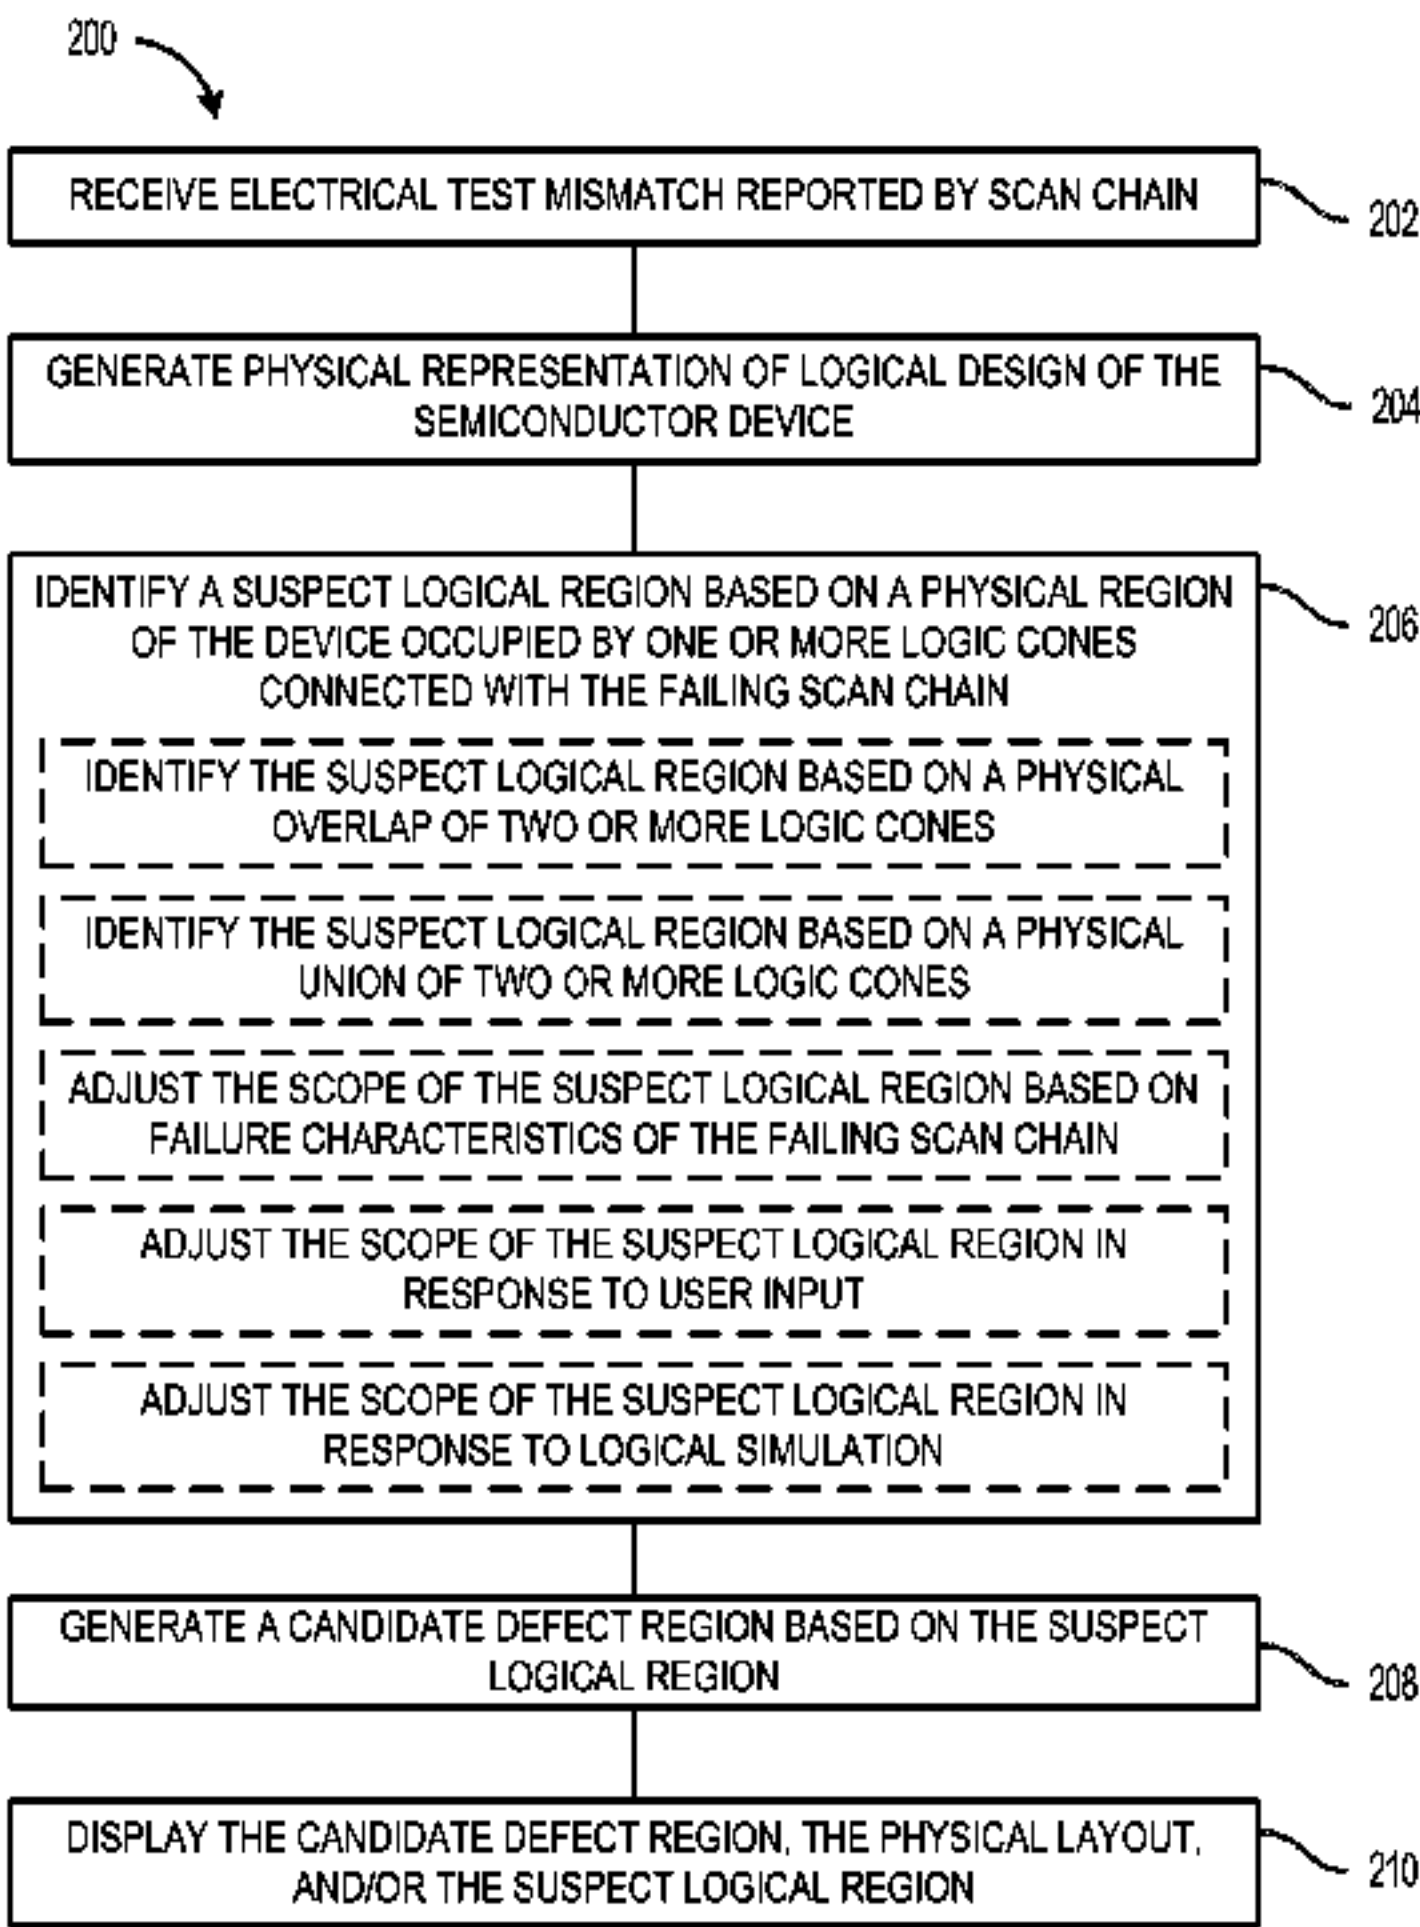 200
RECEIVE ELECTRICAL TEST MISMATCH REPORTED BY SCAN CHAIN
202
GENERATE PHYSICAL REPRESENTATION OF LOGICAL DESIGN OF THE
SEMICONDUCTOR DEVICE
204
IDENTIFY A SUSPECT LOGICAL REGION BASED ON A PHYSICAL REGION
OF THE DEVICE OCCUPIED BY ONE OR MORE LOGIC CONES
CONNECTED WITH THE FAILING SCAN CHAIN
206
IDENTIFY THE SUSPECT LOGICAL REGION BASED ON A PHYSICAL
OVERLAP OF TWO OR MORE LOGIC CONES
IDENTIFY THE SUSPECT LOGICAL REGION BASED ON A PHYSICAL
UNION OF TWO OR MORE LOGIC CONES
ADJUST THE SCOPE OF THE SUSPECT LOGICAL REGION BASED ON
FAILURE CHARACTERISTICS OF THE FAILING SCAN CHAIN
ADJUST THE SCOPE OF THE SUSPECT LOGICAL REGION IN
RESPONSE TO USER INPUT
ADJUST THE SCOPE OF THE SUSPECT LOGICAL REGION IN
RESPONSE TO LOGICAL SIMULATION
GENERATE A CANDIDATE DEFECT REGION BASED ON THE SUSPECT
LOGICAL REGION
208
DISPLAY THE CANDIDATE DEFECT REGION, THE PHYSICAL LAYOUT,
AND/OR THE SUSPECT LOGICAL REGION
210